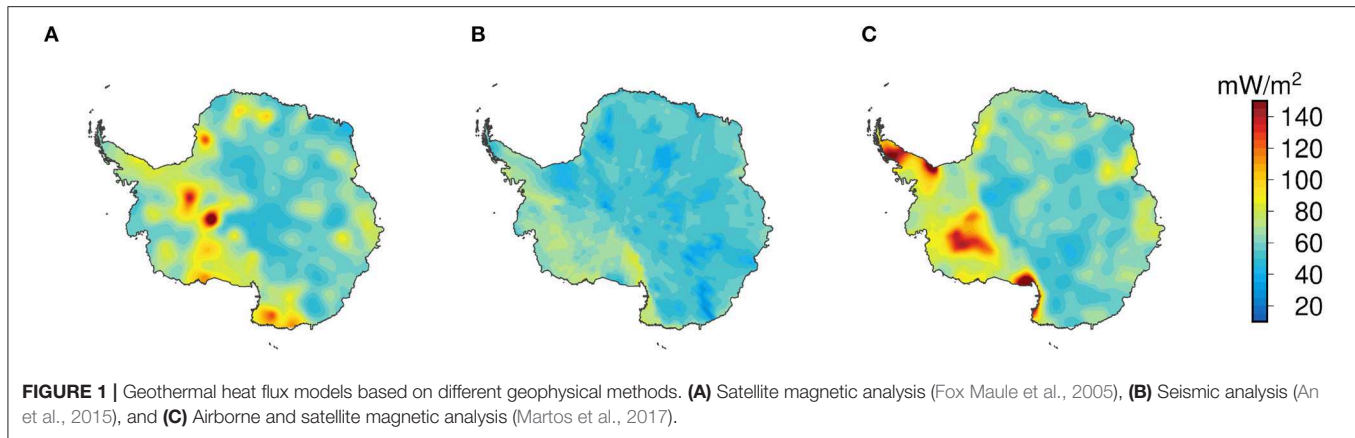 A
B
C
mW/m²
140
120
100
80
60
40
20
FIGURE 1 | Geothermal heat flux models based on different geophysical methods. (A) Satellite magnetic analysis (Fox Maule et al., 2005), (B) Seismic analysis (An
et al., 2015), and (C) Airborne and satellite magnetic analysis (Martos et al., 2017).